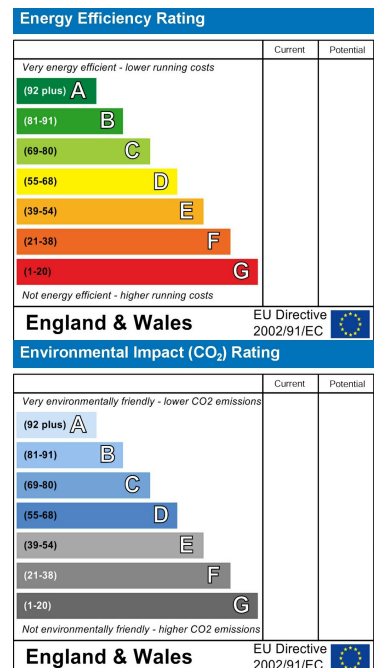 Energy Efficiency Rating
Current Potential
Very energy efficient - lower running costs
(92 plus) A
(81-91) B
(69-80) C
(55-68) D
(39-54) E
(21-38) F
(1-20) G
Not energy efficient - higher running costs
England & Wales
EU Directive
2002/91/EC
Environmental Impact (CO₂) Rating
Current Potential
Very environmentally friendly - lower CO2 emissions
(92 plus) A
(81-91) B
(69-80) C
(55-68) D
(39-54) E
(21-38) F
(1-20) G
Not environmentally friendly - higher CO2 emissions
England & Wales
EU Directive
2002/91/EC